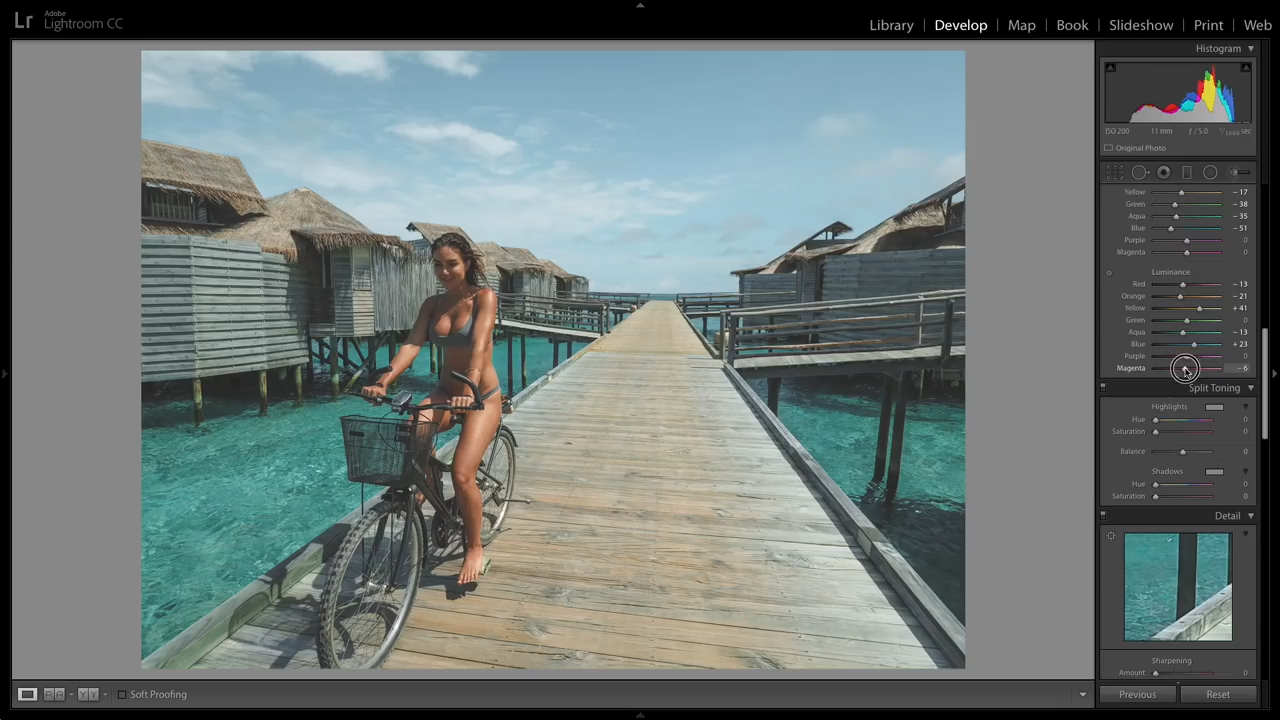 Lr Adobe
Lightroom CC
Library Develop Map Book Slideshow Print Web
Histogram
ISO 200 11 mm ƒ / 5.0 1/1000 sec
Original Photo
Yellow − 17
Green − 38
Aqua − 35
Blue − 51
Purple 0
Magenta 0
Luminance
Red − 13
Orange − 21
Yellow + 41
Green 0
Aqua − 13
Blue + 23
Purple 0
Magenta − 6
Split Toning
Highlights
Hue 0
Saturation 0
Balance 0
Shadows
Hue 0
Saturation 0
Detail
Sharpening
Amount 0
Soft Proofing
Previous Reset